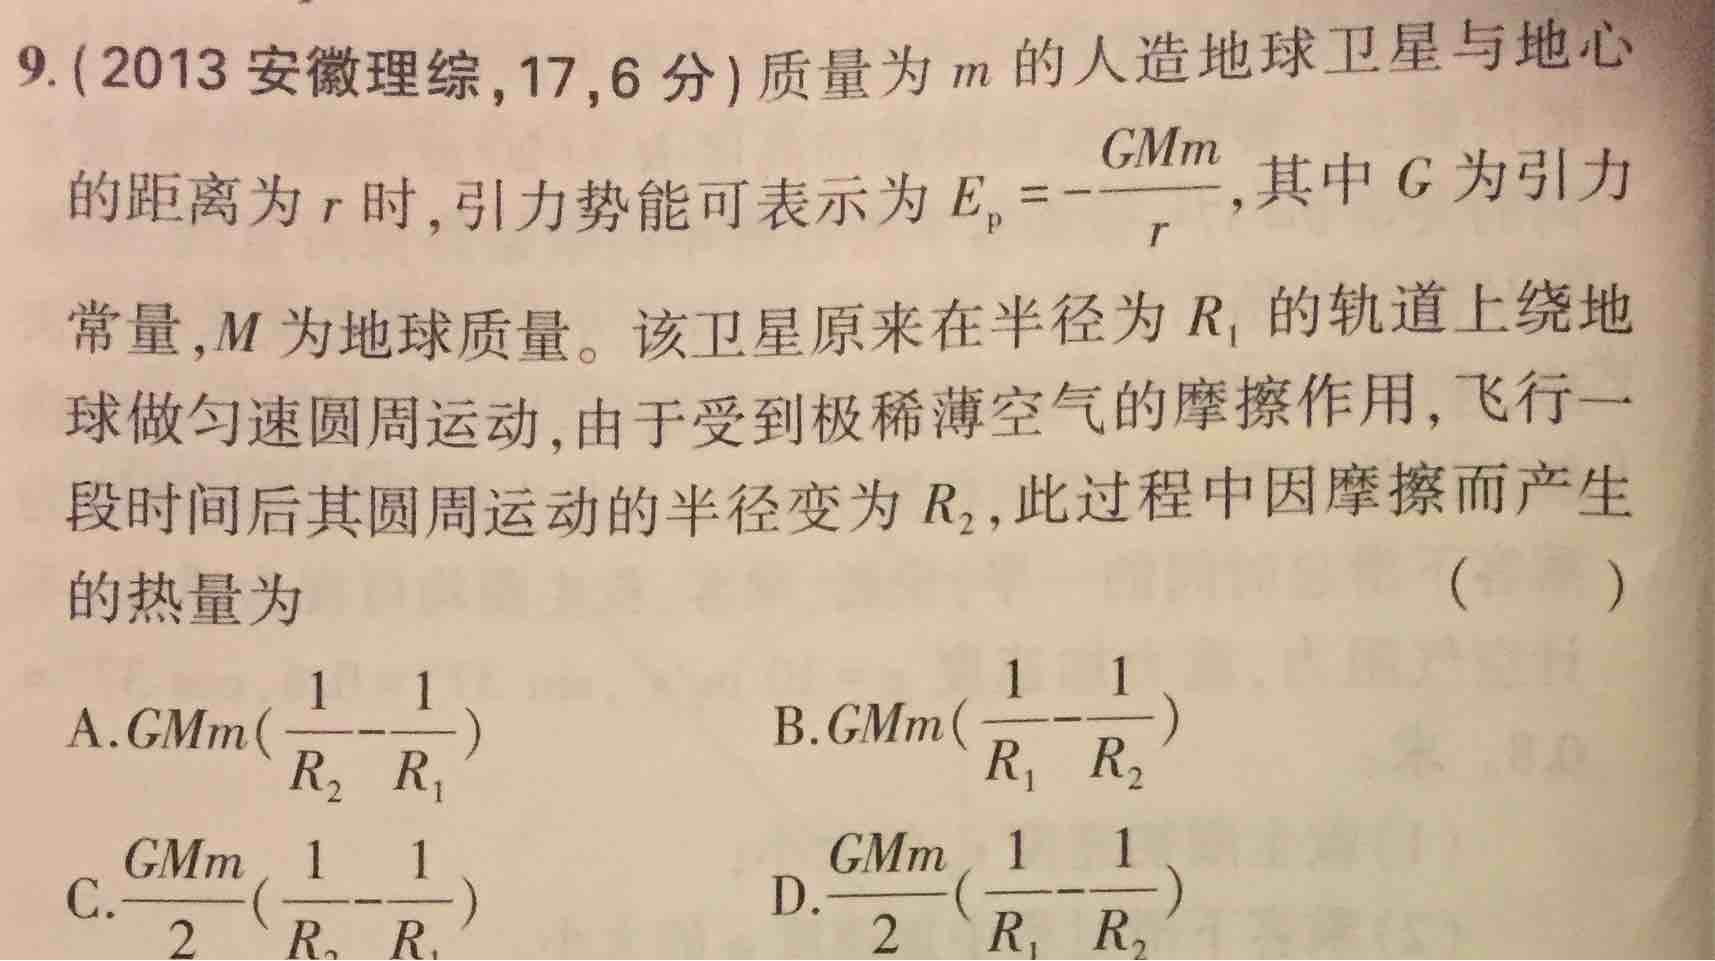 9.(2013 安徽理综,17,6 分)质量为 m 的人造地球卫星与地心
的距离为 r 时,引力势能可表示为 E_p=-\frac{GMm}{r},其中 G 为引力
常量,M 为地球质量。该卫星原来在半径为 R_1 的轨道上绕地
球做匀速圆周运动,由于受到极稀薄空气的摩擦作用,飞行一
段时间后其圆周运动的半径变为 R_2,此过程中因摩擦而产生
的热量为 ( )
A.GMm(\frac{1}{R_2}-\frac{1}{R_1}) B.GMm(\frac{1}{R_1}-\frac{1}{R_2})
C.\frac{GMm}{2}(\frac{1}{R_2}-\frac{1}{R_1}) D.\frac{GMm}{2}(\frac{1}{R_1}-\frac{1}{R_2})